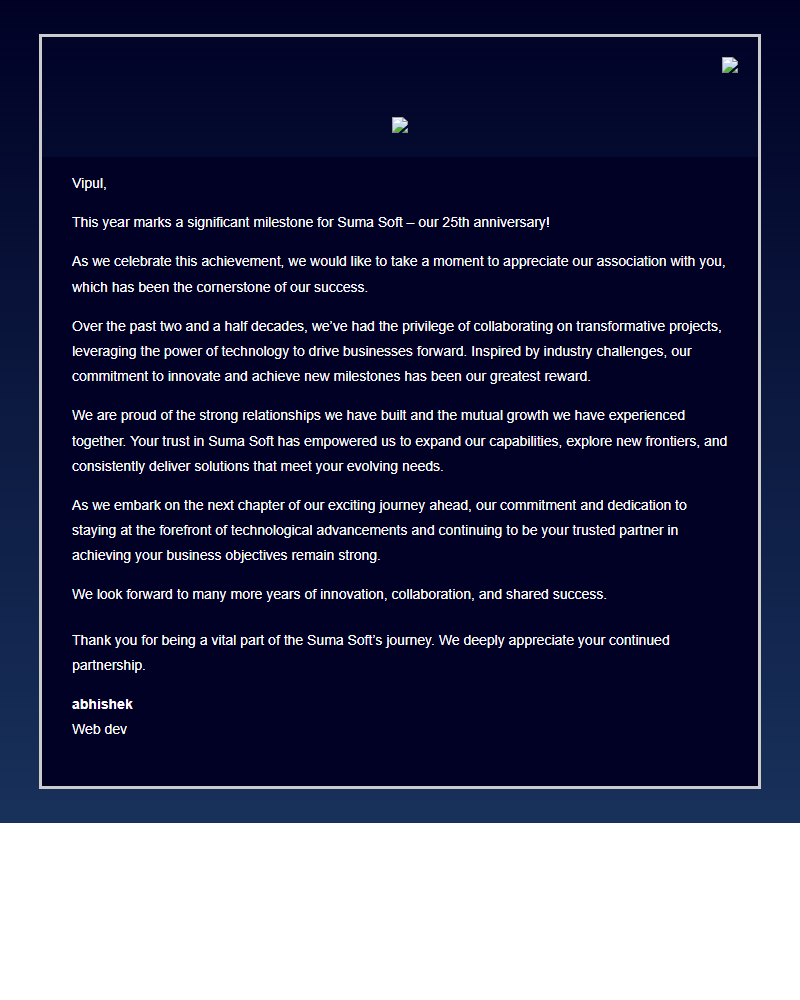 Vipul,
This year marks a significant milestone for Suma Soft – our 25th anniversary!
As we celebrate this achievement, we would like to take a moment to appreciate our association with you,
which has been the cornerstone of our success.
Over the past two and a half decades, we’ve had the privilege of collaborating on transformative projects,
leveraging the power of technology to drive businesses forward. Inspired by industry challenges, our
commitment to innovate and achieve new milestones has been our greatest reward.
We are proud of the strong relationships we have built and the mutual growth we have experienced
together. Your trust in Suma Soft has empowered us to expand our capabilities, explore new frontiers, and
consistently deliver solutions that meet your evolving needs.
As we embark on the next chapter of our exciting journey ahead, our commitment and dedication to
staying at the forefront of technological advancements and continuing to be your trusted partner in
achieving your business objectives remain strong.
We look forward to many more years of innovation, collaboration, and shared success.
Thank you for being a vital part of the Suma Soft’s journey. We deeply appreciate your continued
partnership.
abhishek
Web dev